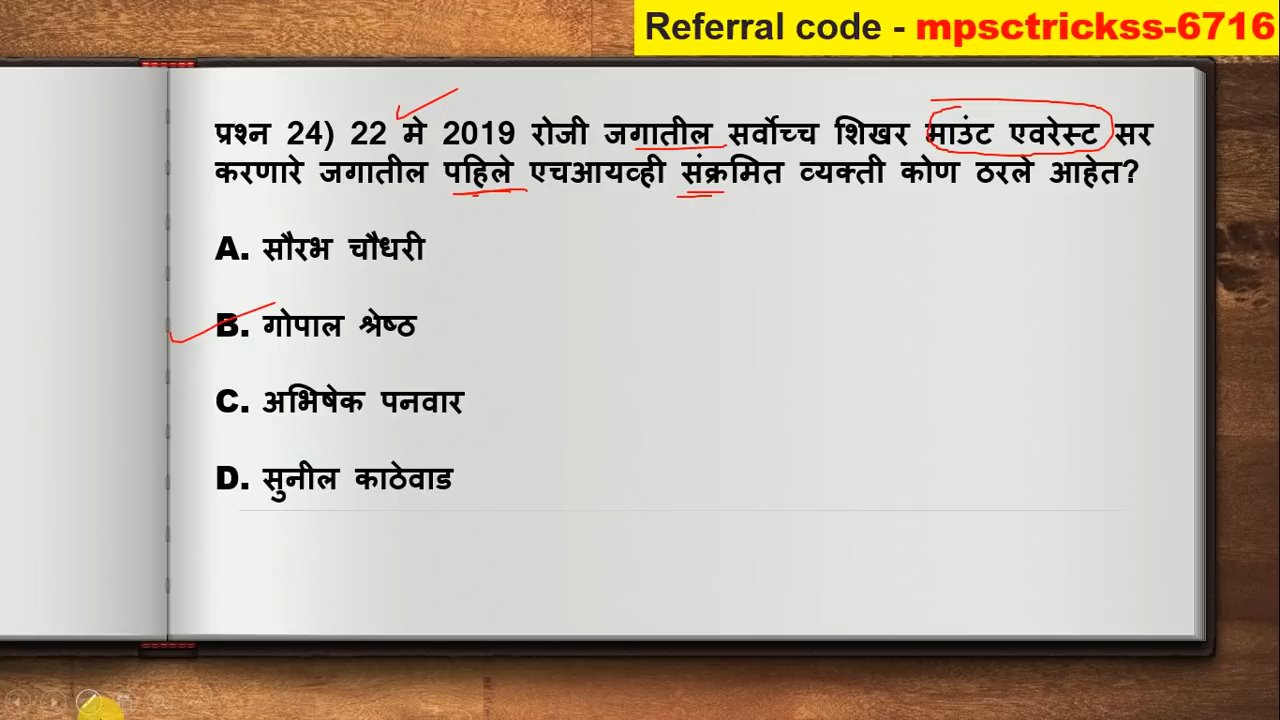 Referral code - mpsctrickss-6716
प्रश्न 24) 22 मे 2019 रोजी जगातील सर्वोच्च शिखर माउंट एवरेस्ट सर
करणारे जगातील पहिले एचआयव्ही संक्रमित व्यक्ती कोण ठरले आहेत?
A. सौरभ चौधरी
B. गोपाल श्रेष्ठ
C. अभिषेक पनवार
D. सुनील काठेवाड